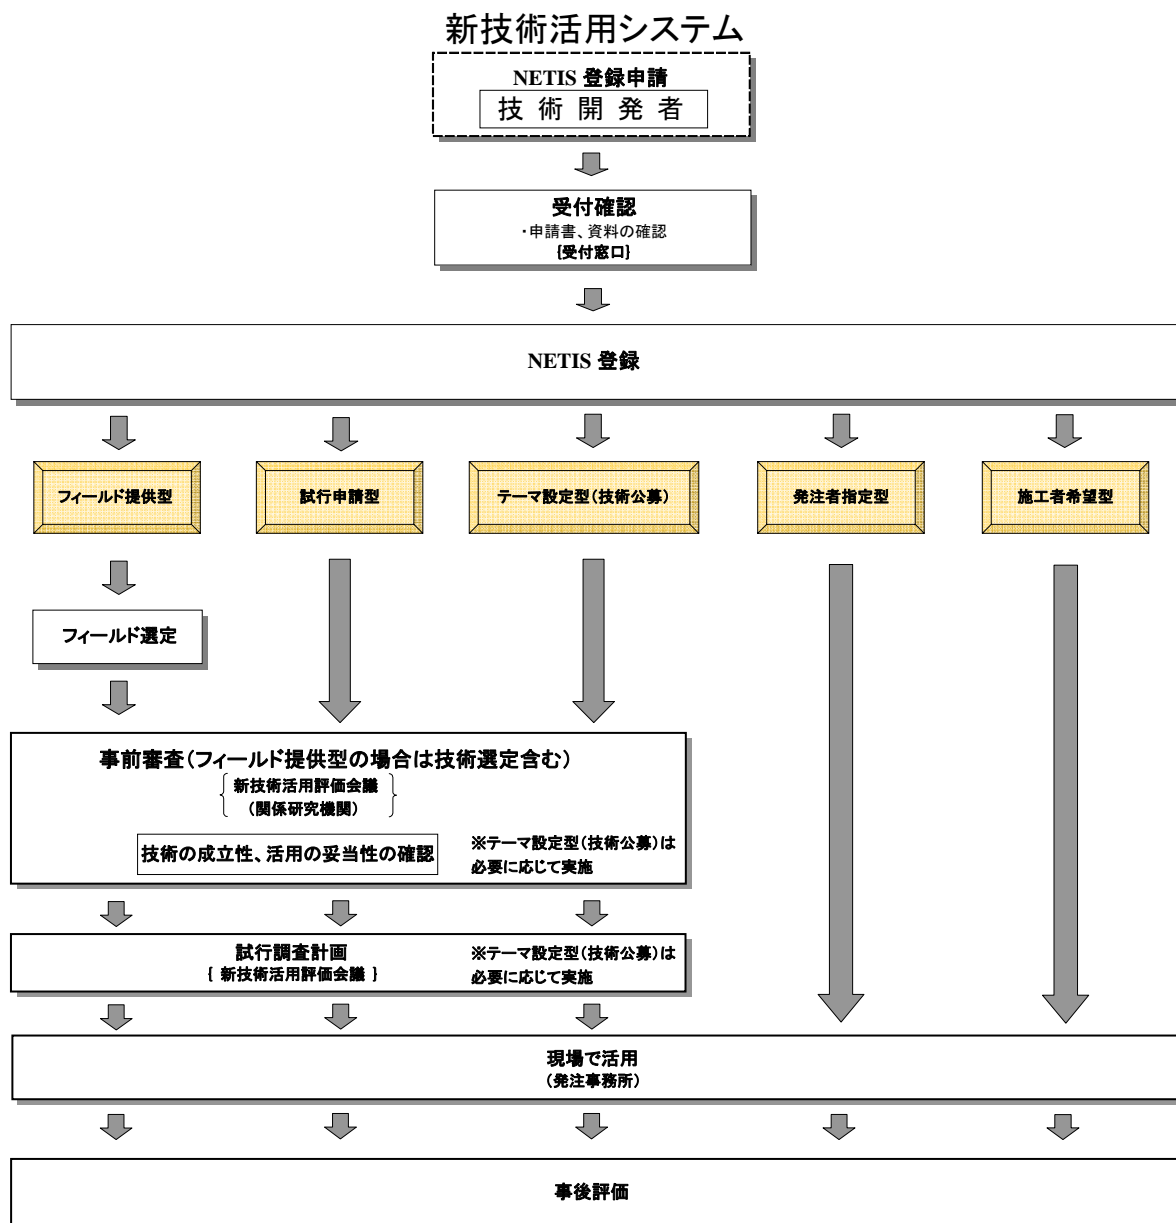 新技術活用システム
NETIS 登録申請
技 術 開 発 者
受付確認
・申請書、資料の確認
{受付窓口}
NETIS 登録
フィールド提供型
試行申請型
テーマ設定型（技術公募）
発注者指定型
施工者希望型
フィールド選定
事前審査（フィールド提供型の場合は技術選定含む）
新技術活用評価会議
（関係研究機関）
技術の成立性、活用の妥当性の確認
※テーマ設定型（技術公募）は
必要に応じて実施
試行調査計画
{ 新技術活用評価会議 }
※テーマ設定型（技術公募）は
必要に応じて実施
現場で活用
（発注事務所）
事後評価